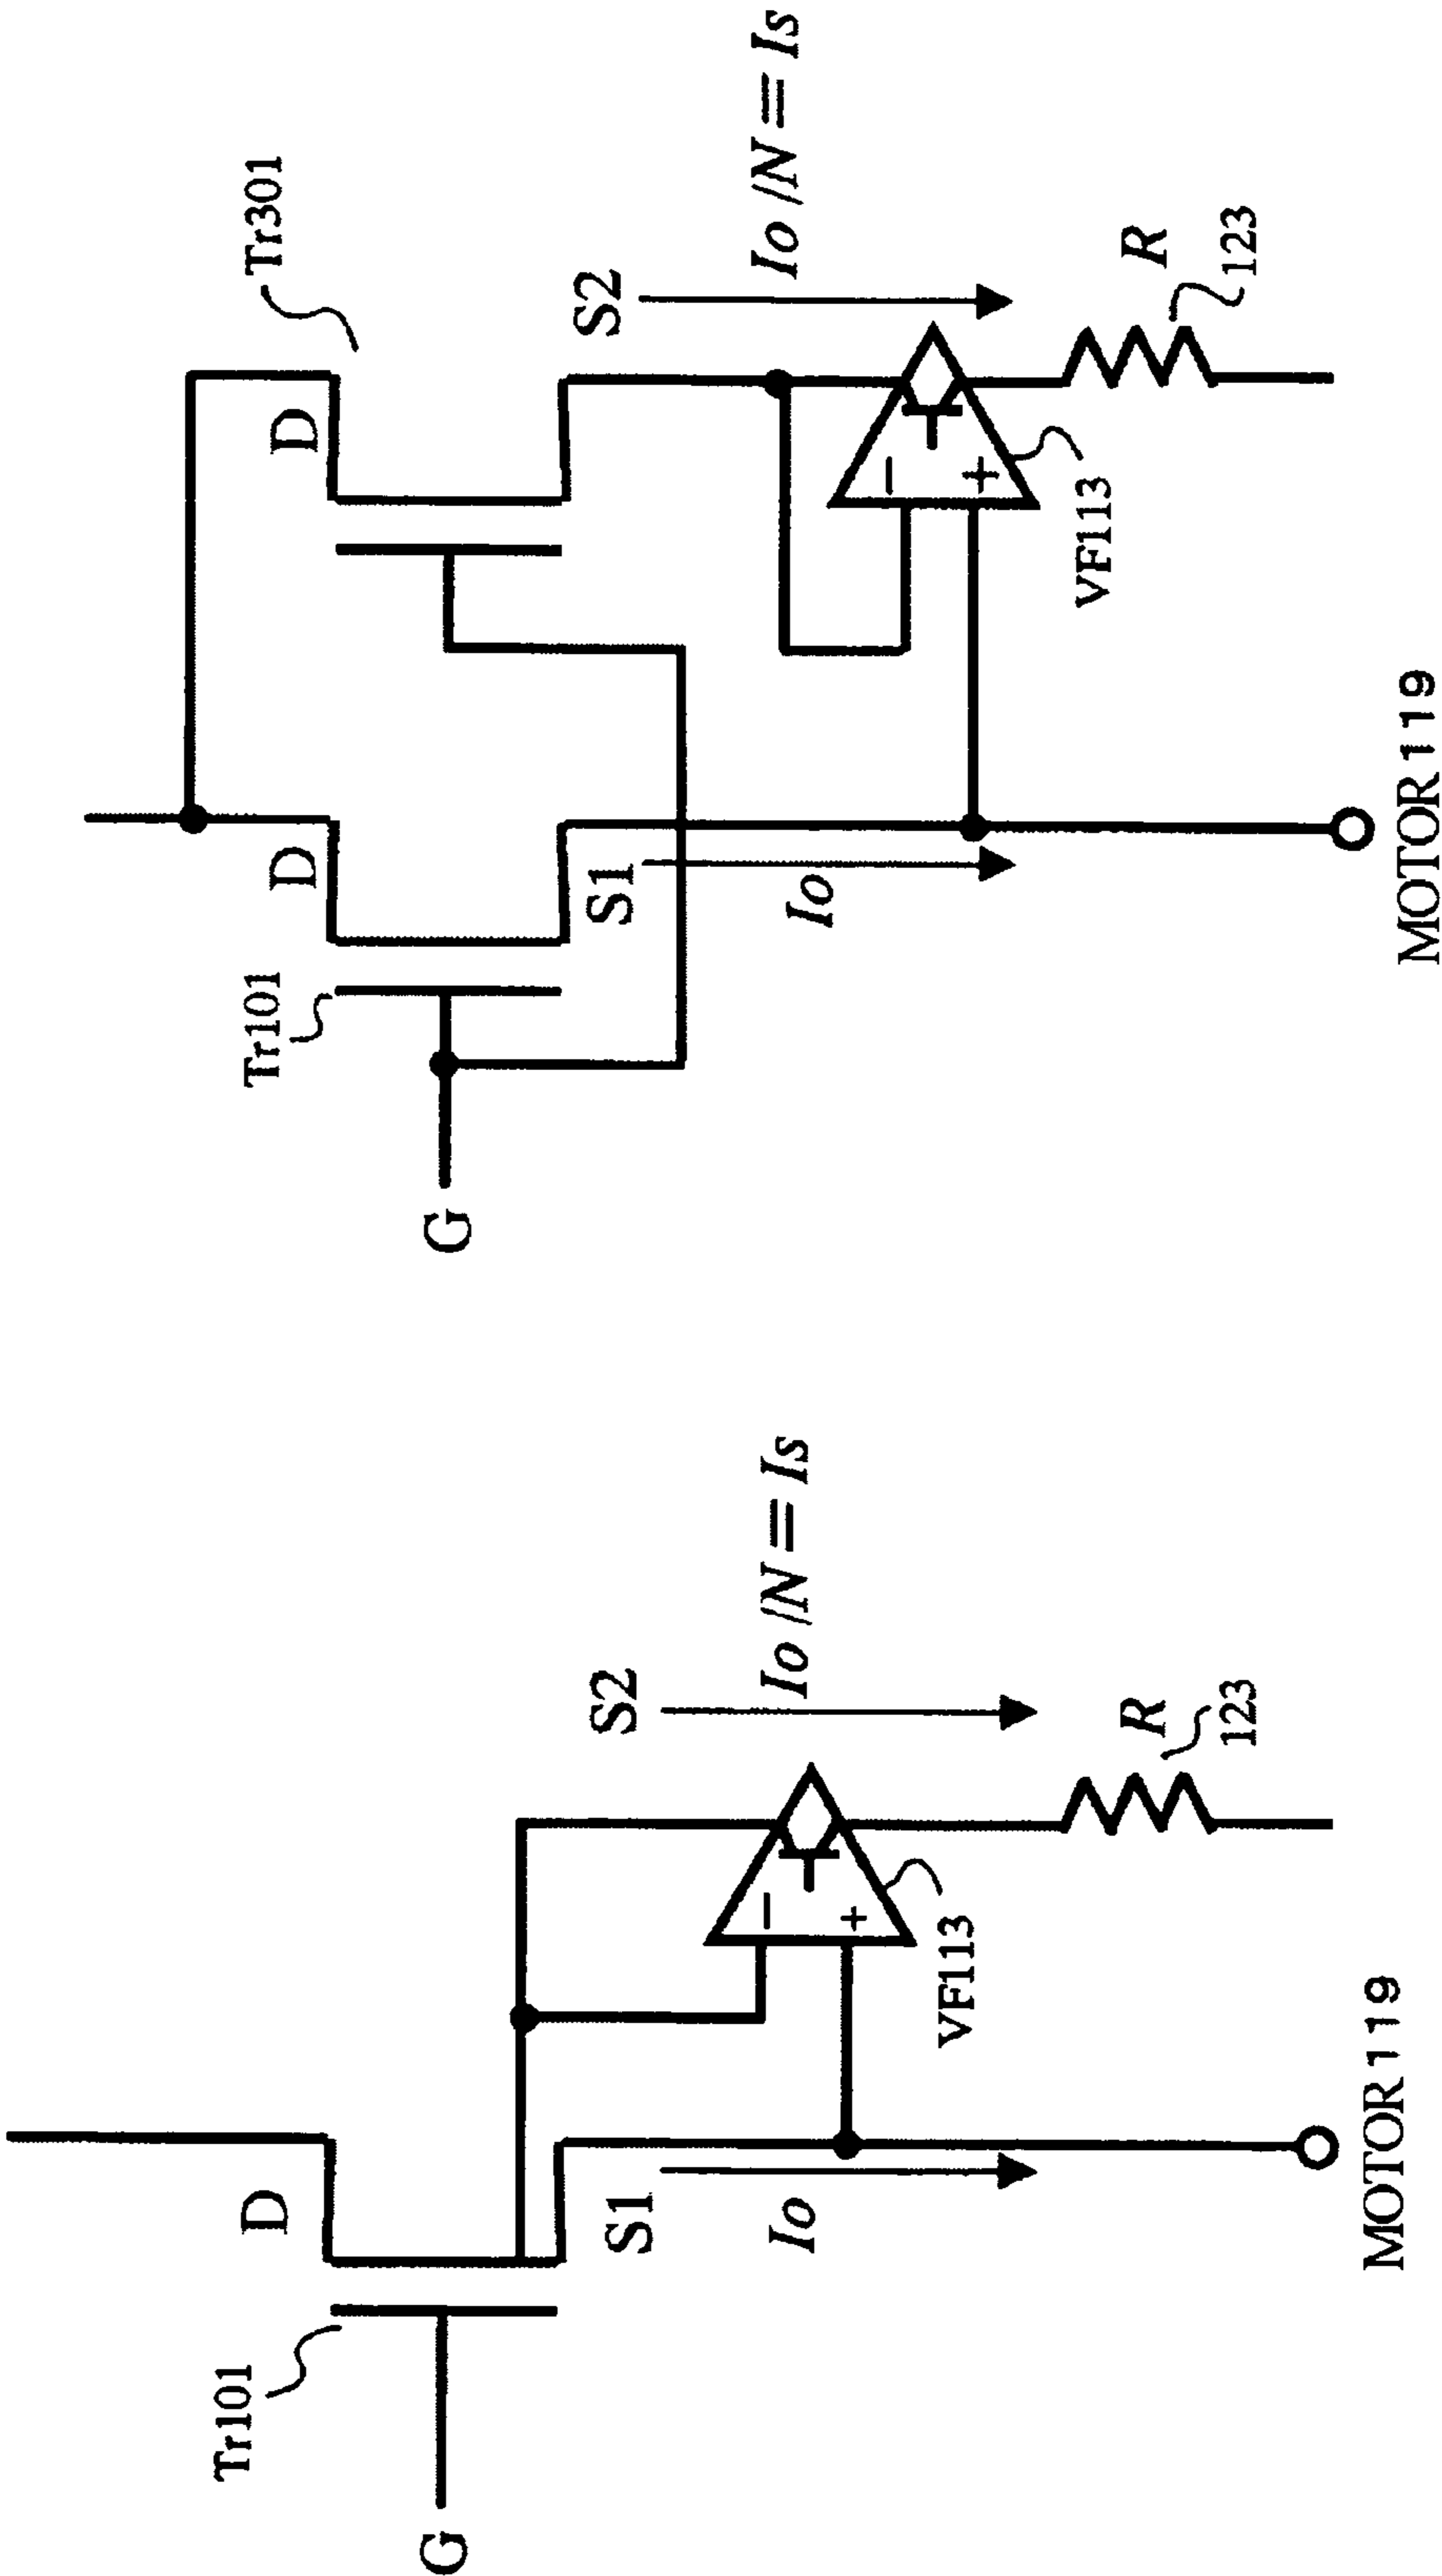 Tr101
G
D
S1
Io
S2
Io /N = Is
−
+
VF113
R
123
MOTOR 119
Tr101
G
D
S1
Io
Tr301
D
S2
Io /N = Is
−
+
VF113
R
123
MOTOR 119